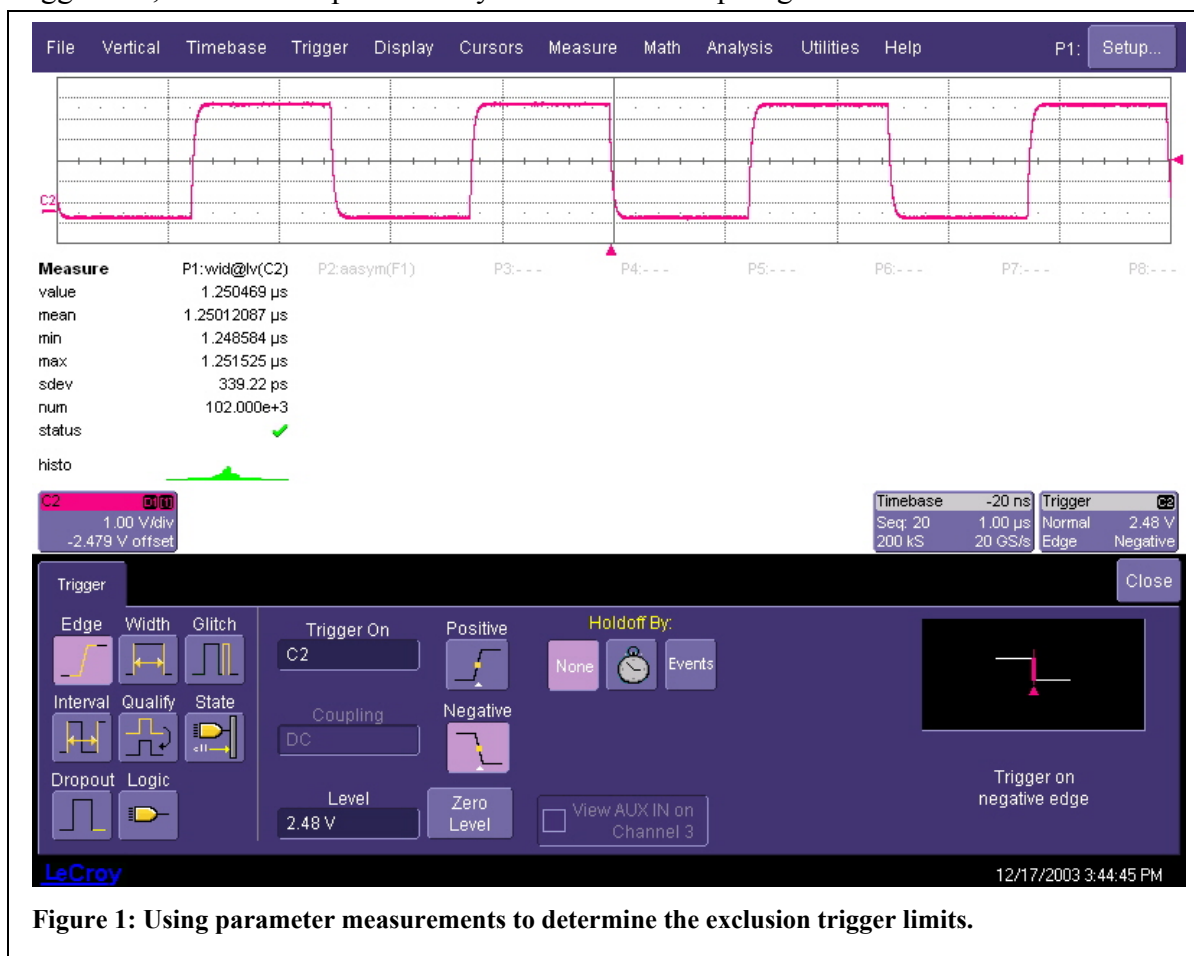 File Vertical Timebase Trigger Display Cursors Measure Math Analysis Utilities Help P1: Setup...
C2
Measure P1:wid@lv(C2) P2:aasym(F1) P3:- - - P4:- - - P5:- - - P6:- - - P7:- - - P8:- - -
value 1.250469 µs
mean 1.25012087 µs
min 1.248584 µs
max 1.251525 µs
sdev 339.22 ps
num 102.000e+3
status
histo
C2
1.00 V/div
-2.479 V offset
Timebase -20 ns
Seq: 20 1.00 µs
200 kS 20 GS/s
Trigger C2
Normal 2.48 V
Edge Negative
Trigger Close
Edge Width Glitch
Interval Qualify State
Dropout Logic
Trigger On
C2
Coupling
DC
Level
2.48 V
Positive
Negative
Zero
Level
Holdoff By:
None Events
View AUX IN on
Channel 3
Trigger on
negative edge
LeCroy 12/17/2003 3:44:45 PM
Figure 1: Using parameter measurements to determine the exclusion trigger limits.